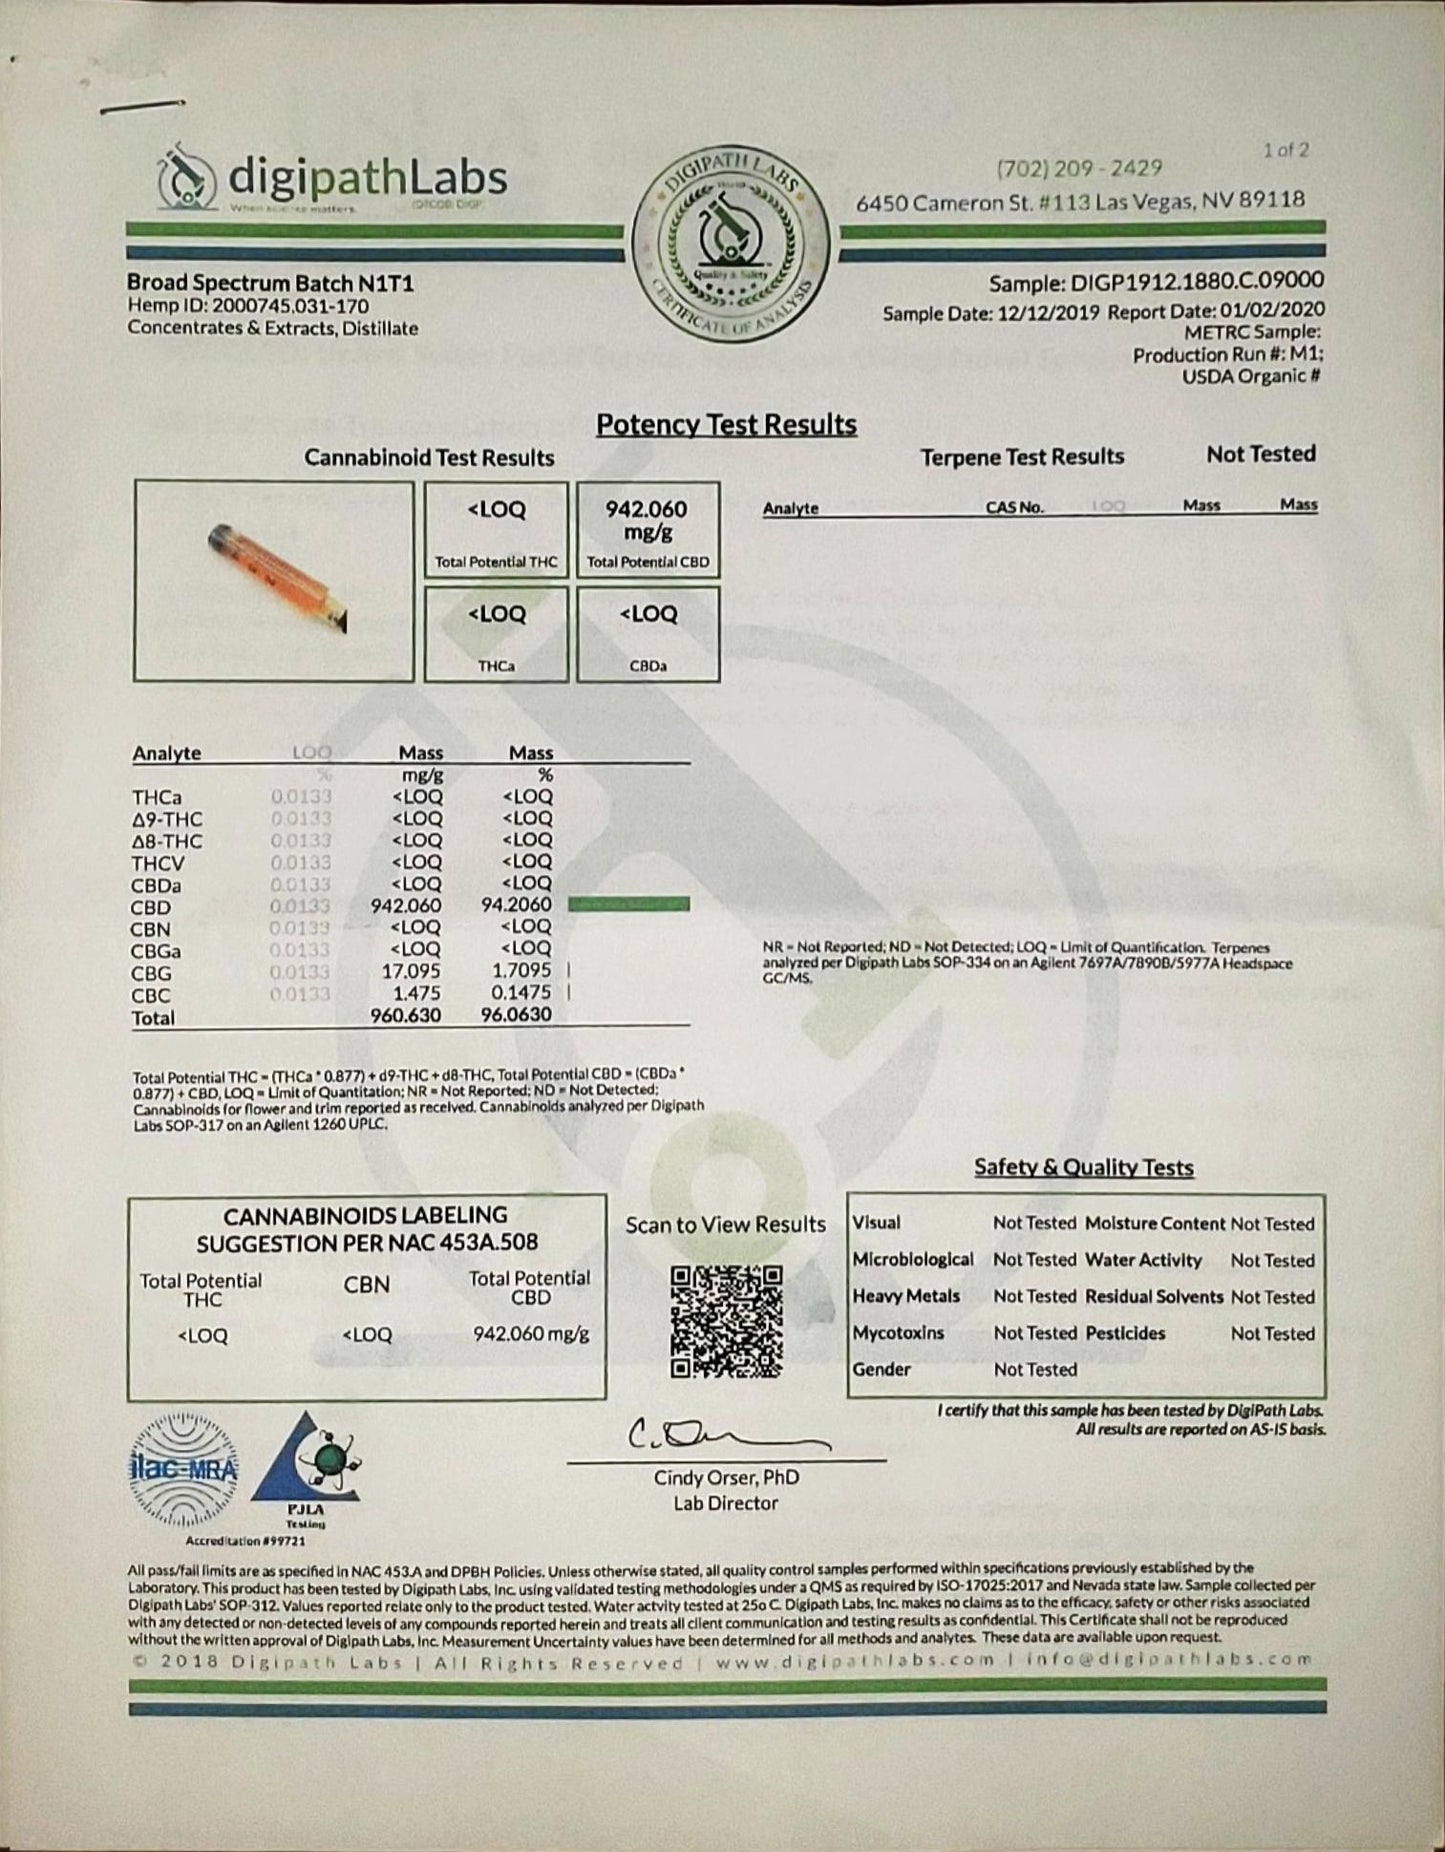 1 of 2
digipathLabs
When science matters.
(702) 209 - 2429
6450 Cameron St. #113 Las Vegas, NV 89118
DIGIPATH LABS
Quality & Safety
CERTIFICATE OF ANALYSIS
Broad Spectrum Batch N1T1
Hemp ID: 2000745.031-170
Concentrates & Extracts, Distillate
Sample: DIGP1912.1880.C.09000
Sample Date: 12/12/2019 Report Date: 01/02/2020
METRC Sample:
Production Run #: M1;
USDA Organic #
Potency Test Results
Cannabinoid Test Results
<LOQ
Total Potential THC
942.060
mg/g
Total Potential CBD
<LOQ
THCa
<LOQ
CBDa
Terpene Test Results Not Tested
Analyte CAS No. LOQ Mass Mass
Analyte LOQ Mass Mass
% mg/g %
THCa 0.0133 <LOQ <LOQ
Δ9-THC 0.0133 <LOQ <LOQ
Δ8-THC 0.0133 <LOQ <LOQ
THCV 0.0133 <LOQ <LOQ
CBDa 0.0133 <LOQ <LOQ
CBD 0.0133 942.060 94.2060
CBN 0.0133 <LOQ <LOQ
CBGa 0.0133 <LOQ <LOQ
CBG 0.0133 17.095 1.7095
CBC 0.0133 1.475 0.1475
Total 960.630 96.0630
NR = Not Reported; ND = Not Detected; LOQ = Limit of Quantification. Terpenes
analyzed per Digipath Labs SOP-334 on an Agilent 7697A/7890B/5977A Headspace
GC/MS.
Total Potential THC = (THCa * 0.877) + d9-THC + d8-THC, Total Potential CBD = (CBDa *
0.877) + CBD, LOQ = Limit of Quantitation; NR = Not Reported; ND = Not Detected;
Cannabinoids for flower and trim reported as received. Cannabinoids analyzed per Digipath
Labs SOP-317 on an Agilent 1260 UPLC.
CANNABINOIDS LABELING
SUGGESTION PER NAC 453A.508
Total Potential
THC
CBN
Total Potential
CBD
<LOQ <LOQ 942.060 mg/g
Scan to View Results
Safety & Quality Tests
Visual Not Tested Moisture Content Not Tested
Microbiological Not Tested Water Activity Not Tested
Heavy Metals Not Tested Residual Solvents Not Tested
Mycotoxins Not Tested Pesticides Not Tested
Gender Not Tested
I certify that this sample has been tested by DigiPath Labs.
All results are reported on AS-IS basis.
Cindy Orser, PhD
Lab Director
ilac-MRA
PJLA
Testing
Accreditation #99721
All pass/fail limits are as specified in NAC 453.A and DPBH Policies. Unless otherwise stated, all quality control samples performed within specifications previously established by the
Laboratory. This product has been tested by Digipath Labs, Inc. using validated testing methodologies under a QMS as required by ISO-17025:2017 and Nevada state law. Sample collected per
Digipath Labs' SOP-312. Values reported relate only to the product tested. Water actvity tested at 25o C. Digipath Labs, Inc. makes no claims as to the efficacy, safety or other risks associated
with any detected or non-detected levels of any compounds reported herein and treats all client communication and testing results as confidential. This Certificate shall not be reproduced
without the written approval of Digipath Labs, Inc. Measurement Uncertainty values have been determined for all methods and analytes. These data are available upon request.
© 2018 Digipath Labs | All Rights Reserved | www.digipathlabs.com | info@digipathlabs.com